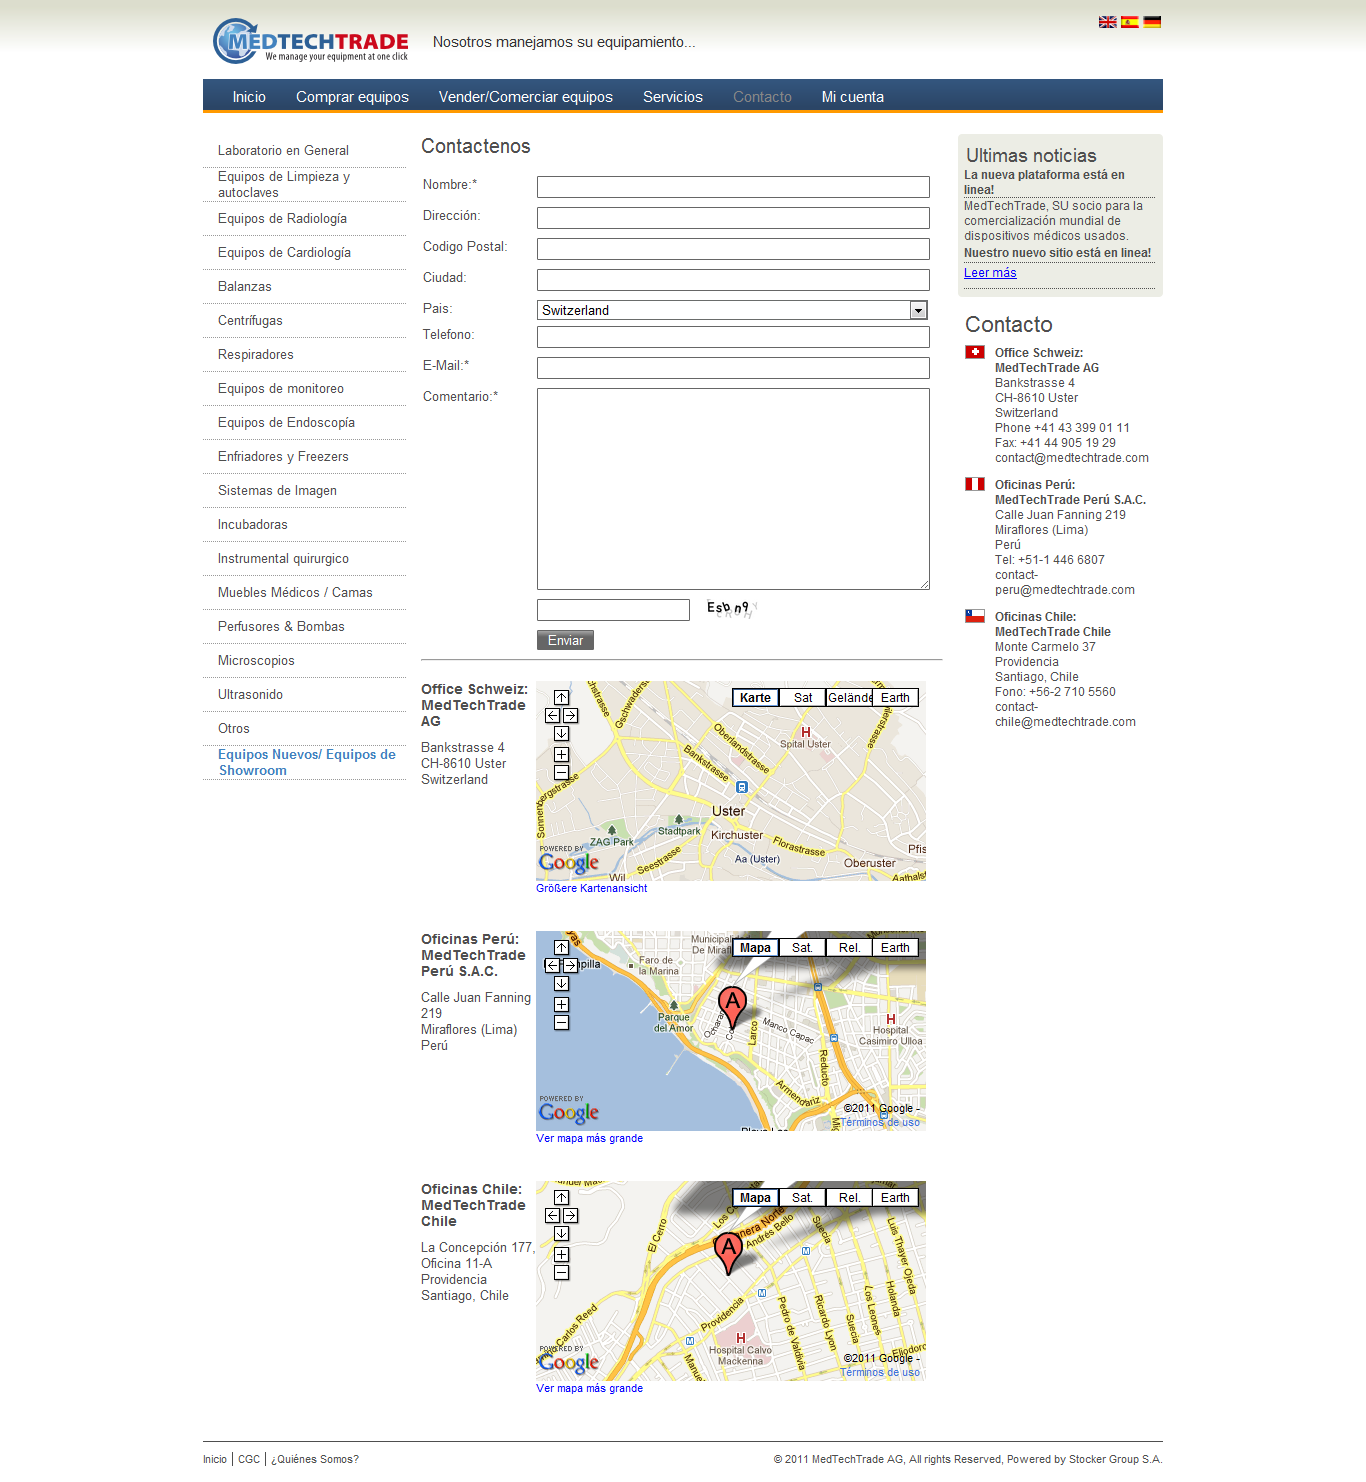 MEDTECHTRADE
We manage your equipment at one click
Nosotros manejamos su equipamiento...
Inicio
Comprar equipos
Vender/Comerciar equipos
Servicios
Contacto
Mi cuenta
Laboratorio en General
Equipos de Limpieza y
autoclaves
Equipos de Radiología
Equipos de Cardiología
Balanzas
Centrífugas
Respiradores
Equipos de monitoreo
Equipos de Endoscopía
Enfriadores y Freezers
Sistemas de Imagen
Incubadoras
Instrumental quirurgico
Muebles Médicos / Camas
Perfusores & Bombas
Microscopios
Ultrasonido
Otros
Equipos Nuevos/ Equipos de
Showroom
Contactenos
Nombre:*
Dirección:
Codigo Postal:
Ciudad:
Pais:
Switzerland
Telefono:
E-Mail:*
Comentario:*
Esb n9
Enviar
Office Schweiz:
MedTechTrade
AG
Bankstrasse 4
CH-8610 Uster
Switzerland
Karte
Sat
Gelände
Earth
Gschwaderstrasse
Oberlandstrasse
Bankstrasse
Spital Uster
Uster
Stadtpark
Kirchuster
ZAG Park
Florastrasse
Seestrasse
Aa (Uster)
Oberuster
Pfis
Wil
Aathalst
POWERED BY
Google
Größere Kartenansicht
Oficinas Perú:
MedTechTrade
Perú S.A.C.
Calle Juan Fanning
219
Miraflores (Lima)
Perú
Mapa
Sat.
Rel.
Earth
Municipalidad
De Miraflo
Faro de
la Marina
Parque
del Amor
Larco
Manco Capac
Hospital
Casimiro Ulloa
Reducto
Armendariz
POWERED BY
Google
©2011 Google -
Términos de uso
Ver mapa más grande
Oficinas Chile:
MedTechTrade
Chile
La Concepción 177,
Oficina 11-A
Providencia
Santiago, Chile
Mapa
Sat.
Rel.
Earth
El Cerro
Andrés Bello
Suecia
Luis Thayer Ojeda
Holanda
Los Leones
Suecia
Ricardo Lyon
Pedro de Valdivia
Providencia
Carlos Reed
Hospital Calvo
Mackenna
Eliodoro
Google
©2011 Google -
Términos de uso
Ver mapa más grande
Ultimas noticias
La nueva plataforma está en
linea!
MedTechTrade, SU socio para la
comercialización mundial de
dispositivos médicos usados.
Nuestro nuevo sitio está en linea!
Leer más
Contacto
Office Schweiz:
MedTechTrade AG
Bankstrasse 4
CH-8610 Uster
Switzerland
Phone +41 43 399 01 11
Fax: +41 44 905 19 29
contact@medtechtrade.com
Oficinas Perú:
MedTechTrade Perú S.A.C.
Calle Juan Fanning 219
Miraflores (Lima)
Perú
Tel: +51-1 446 6807
contact-
peru@medtechtrade.com
Oficinas Chile:
MedTechTrade Chile
Monte Carmelo 37
Providencia
Santiago, Chile
Fono: +56-2 710 5560
contact-
chile@medtechtrade.com
Inicio | CGC | ¿Quiénes Somos?
© 2011 MedTechTrade AG, All rights Reserved, Powered by Stocker Group S.A.